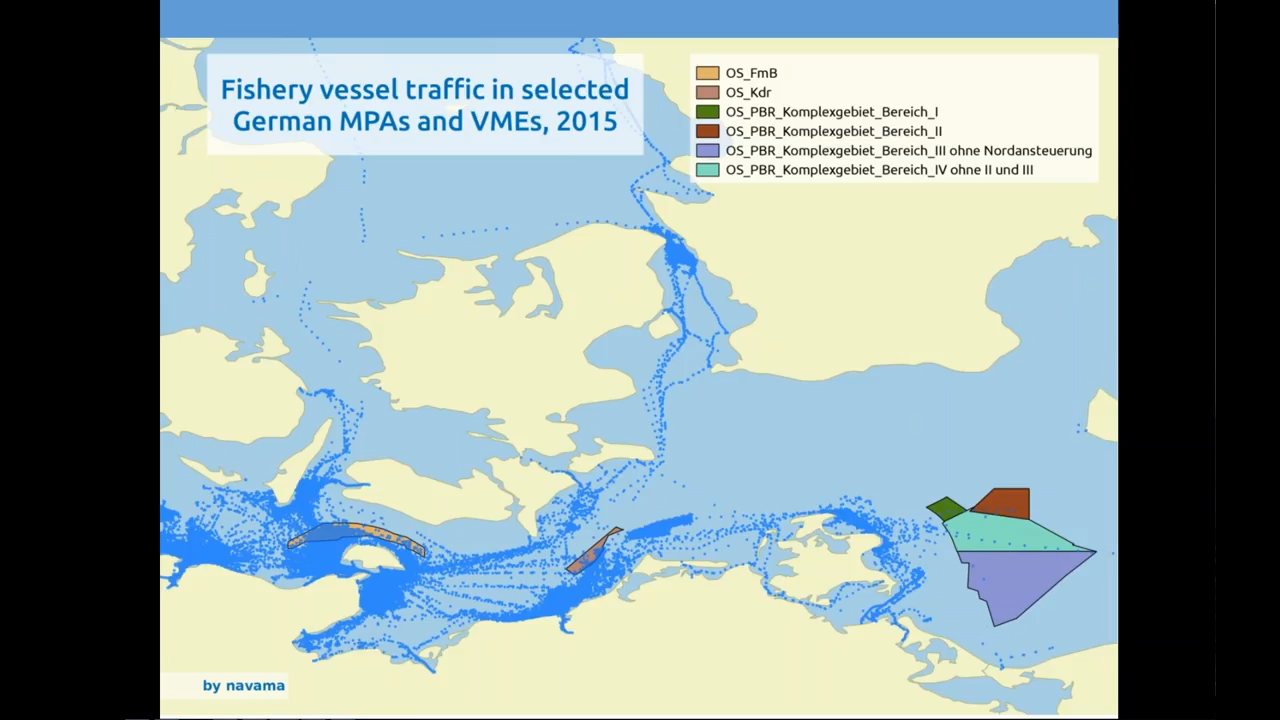 Fishery vessel traffic in selected
German MPAs and VMEs, 2015
OS_FmB
OS_Kdr
OS_PBR_Komplexgebiet_Bereich_I
OS_PBR_Komplexgebiet_Bereich_II
OS_PBR_Komplexgebiet_Bereich_III ohne Nordansteuerung
OS_PBR_Komplexgebiet_Bereich_IV ohne II und III
by navama